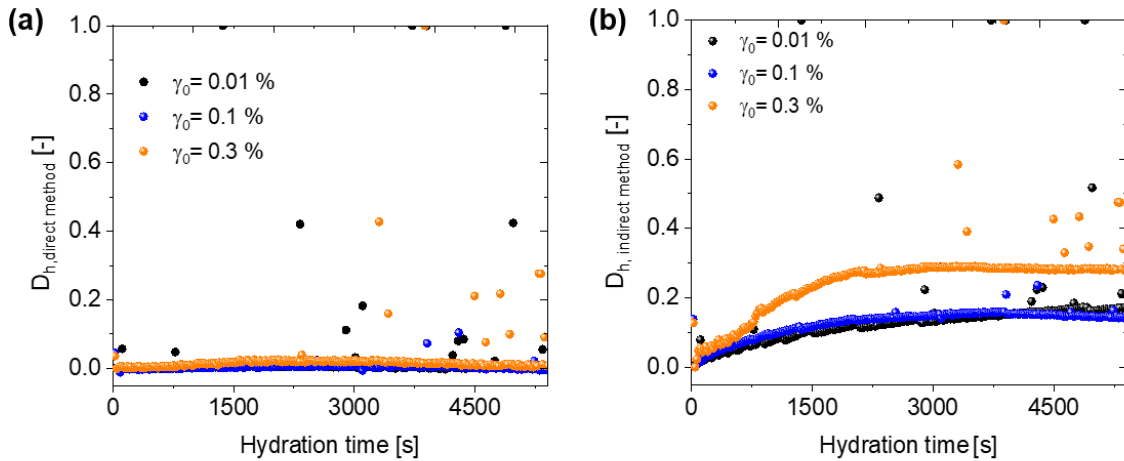 (a)
1.0
0.8
0.6
0.4
0.2
0.0
D_h,direct method [-]
γ₀= 0.01 %
γ₀= 0.1 %
γ₀= 0.3 %
0 1500 3000 4500
Hydration time [s]
(b)
1.0
0.8
0.6
0.4
0.2
0.0
D_h, indirect method [-]
γ₀= 0.01 %
γ₀= 0.1 %
γ₀= 0.3 %
0 1500 3000 4500
Hydration time [s]